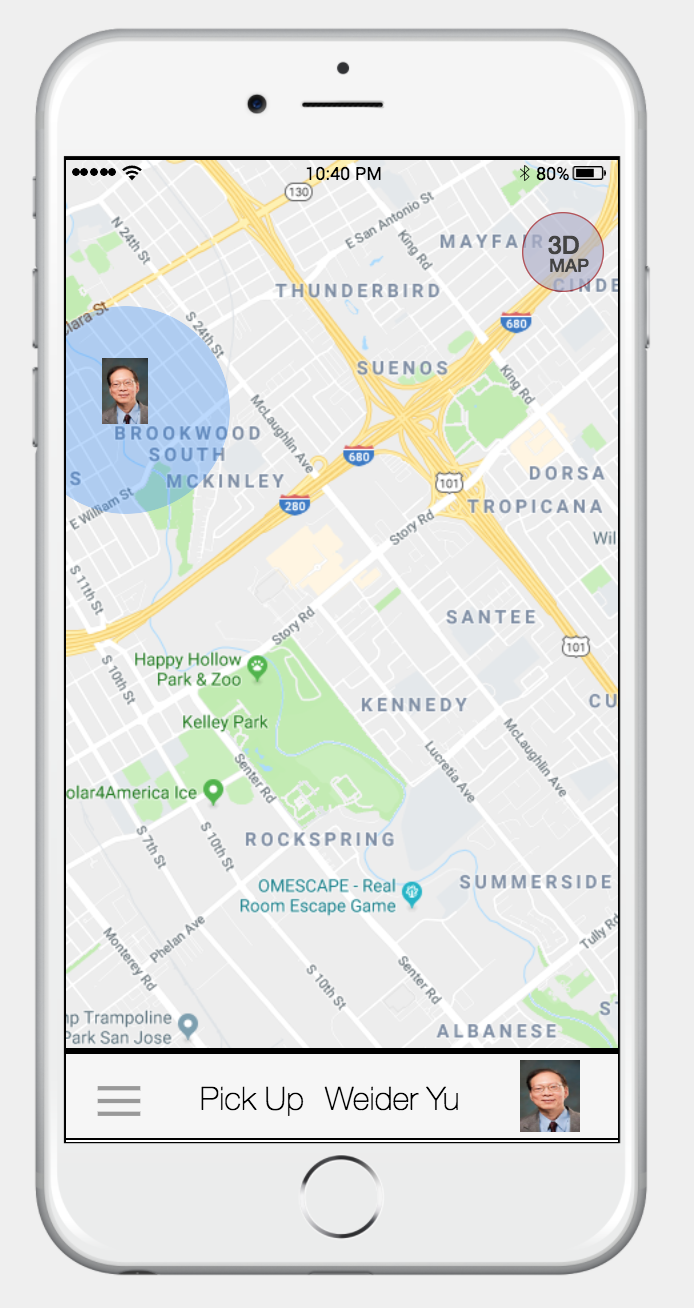 10:40 PM
80%
130
N 24th St
E San Antonio St
King Rd
MAYFAIR
3D
MAP
CINDE
THUNDERBIRD
lara St
S 24th St
680
SUENOS
King Rd
McLaughlin Ave
BROOKWOOD
SOUTH
680
MCKINLEY
S
101
DORSA
E William St
280
TROPICANA
Story Rd
Wil
S 11th St
SANTEE
Story Rd
101
S 10th St
Happy Hollow
Park & Zoo
KENNEDY
CU
Kelley Park
McLaughlin Ave
Lucretia Ave
Senter Rd
olar4America Ice
S 7th St
S 10th St
ROCKSPRING
OMESCAPE - Real
Room Escape Game
SUMMERSIDE
Tully Rd
Phelan Ave
Monterey Rd
S 10th St
Senter Rd
mp Trampoline
Park San Jose
ST
ALBANESE
Pick Up Weider Yu